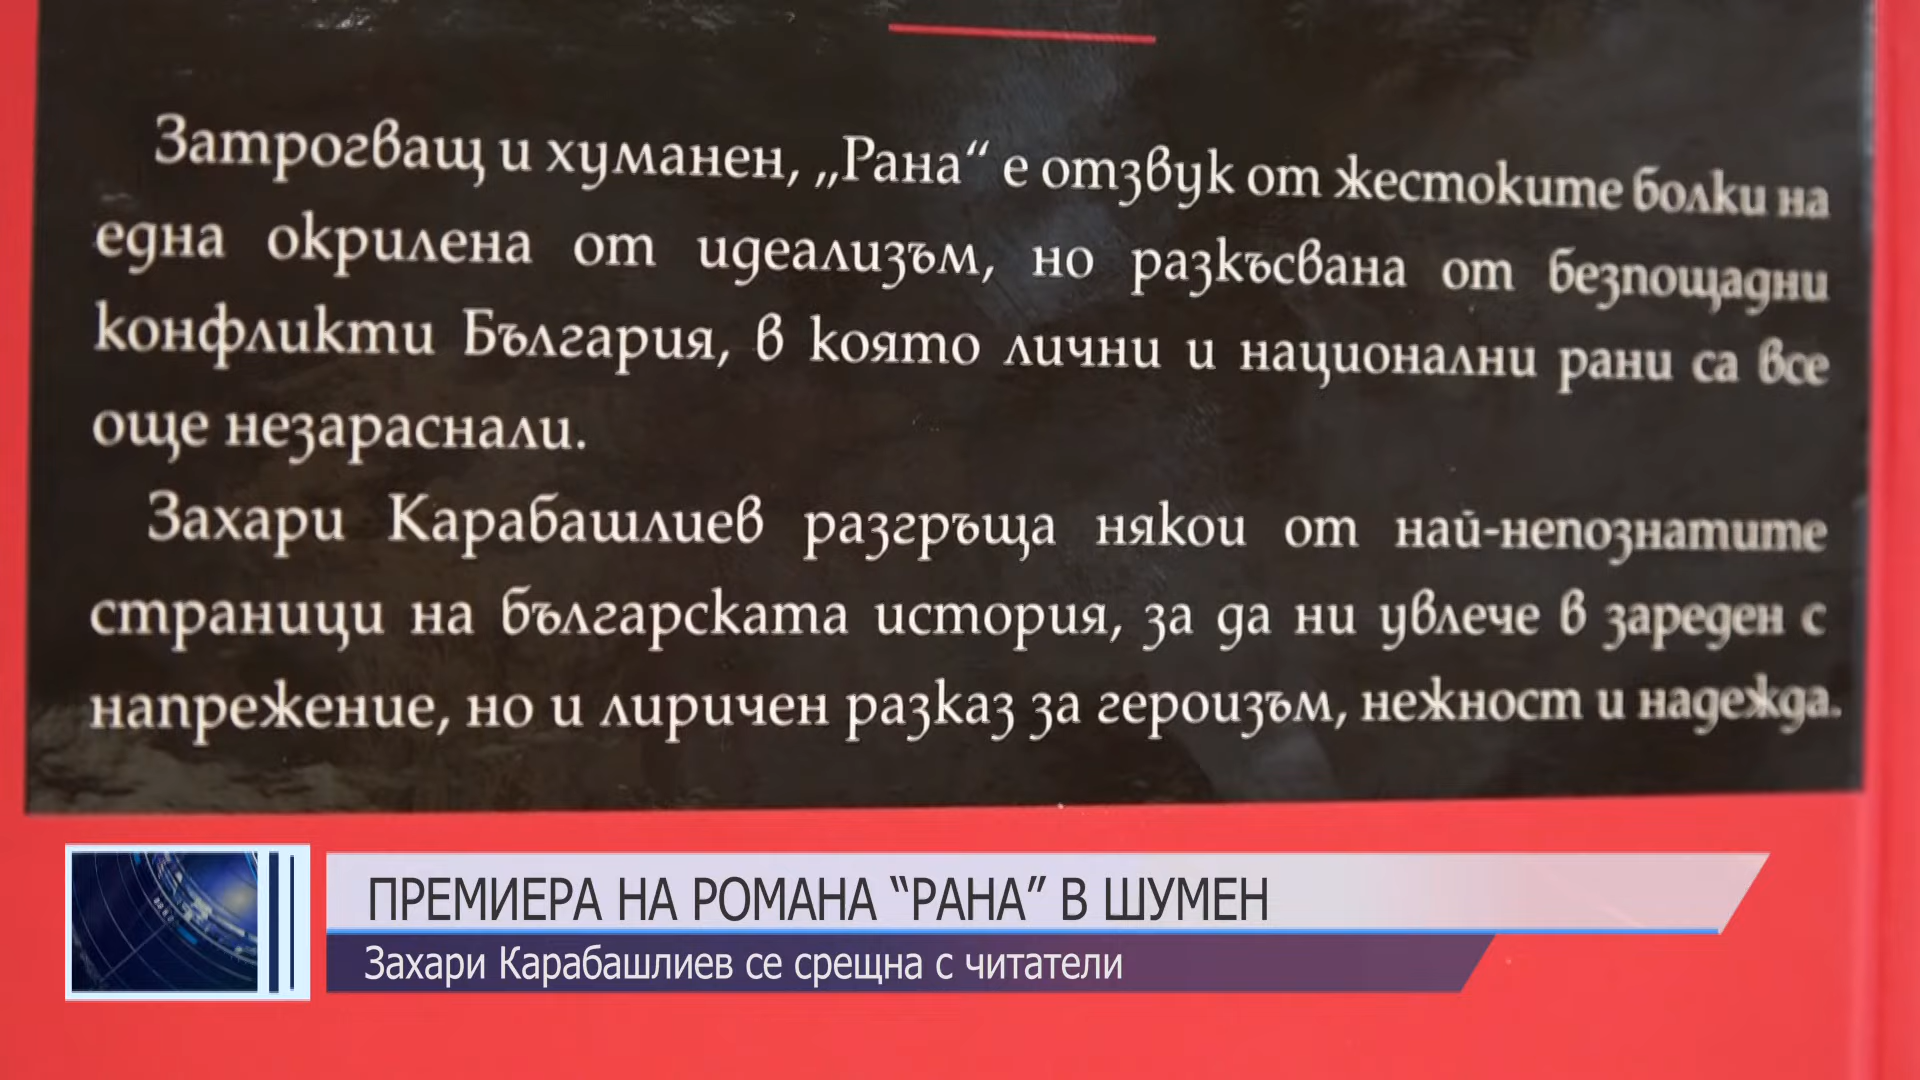 Затрогващ и хуманен, „Рана“ е отзвук от жестоките болки на
една окрилена от идеализъм, но разкъсвана от безпощадни
конфликти България, в която лични и национални рани са все
още незараснали.
Захари Карабашлиев разгръща някои от най-непознатите
страници на българската история, за да ни увлече в зареден с
напрежение, но и лиричен разказ за героизъм, нежност и надежда.
ПРЕМИЕРА НА РОМАНА “РАНА” В ШУМЕН
Захари Карабашлиев се срещна с читатели